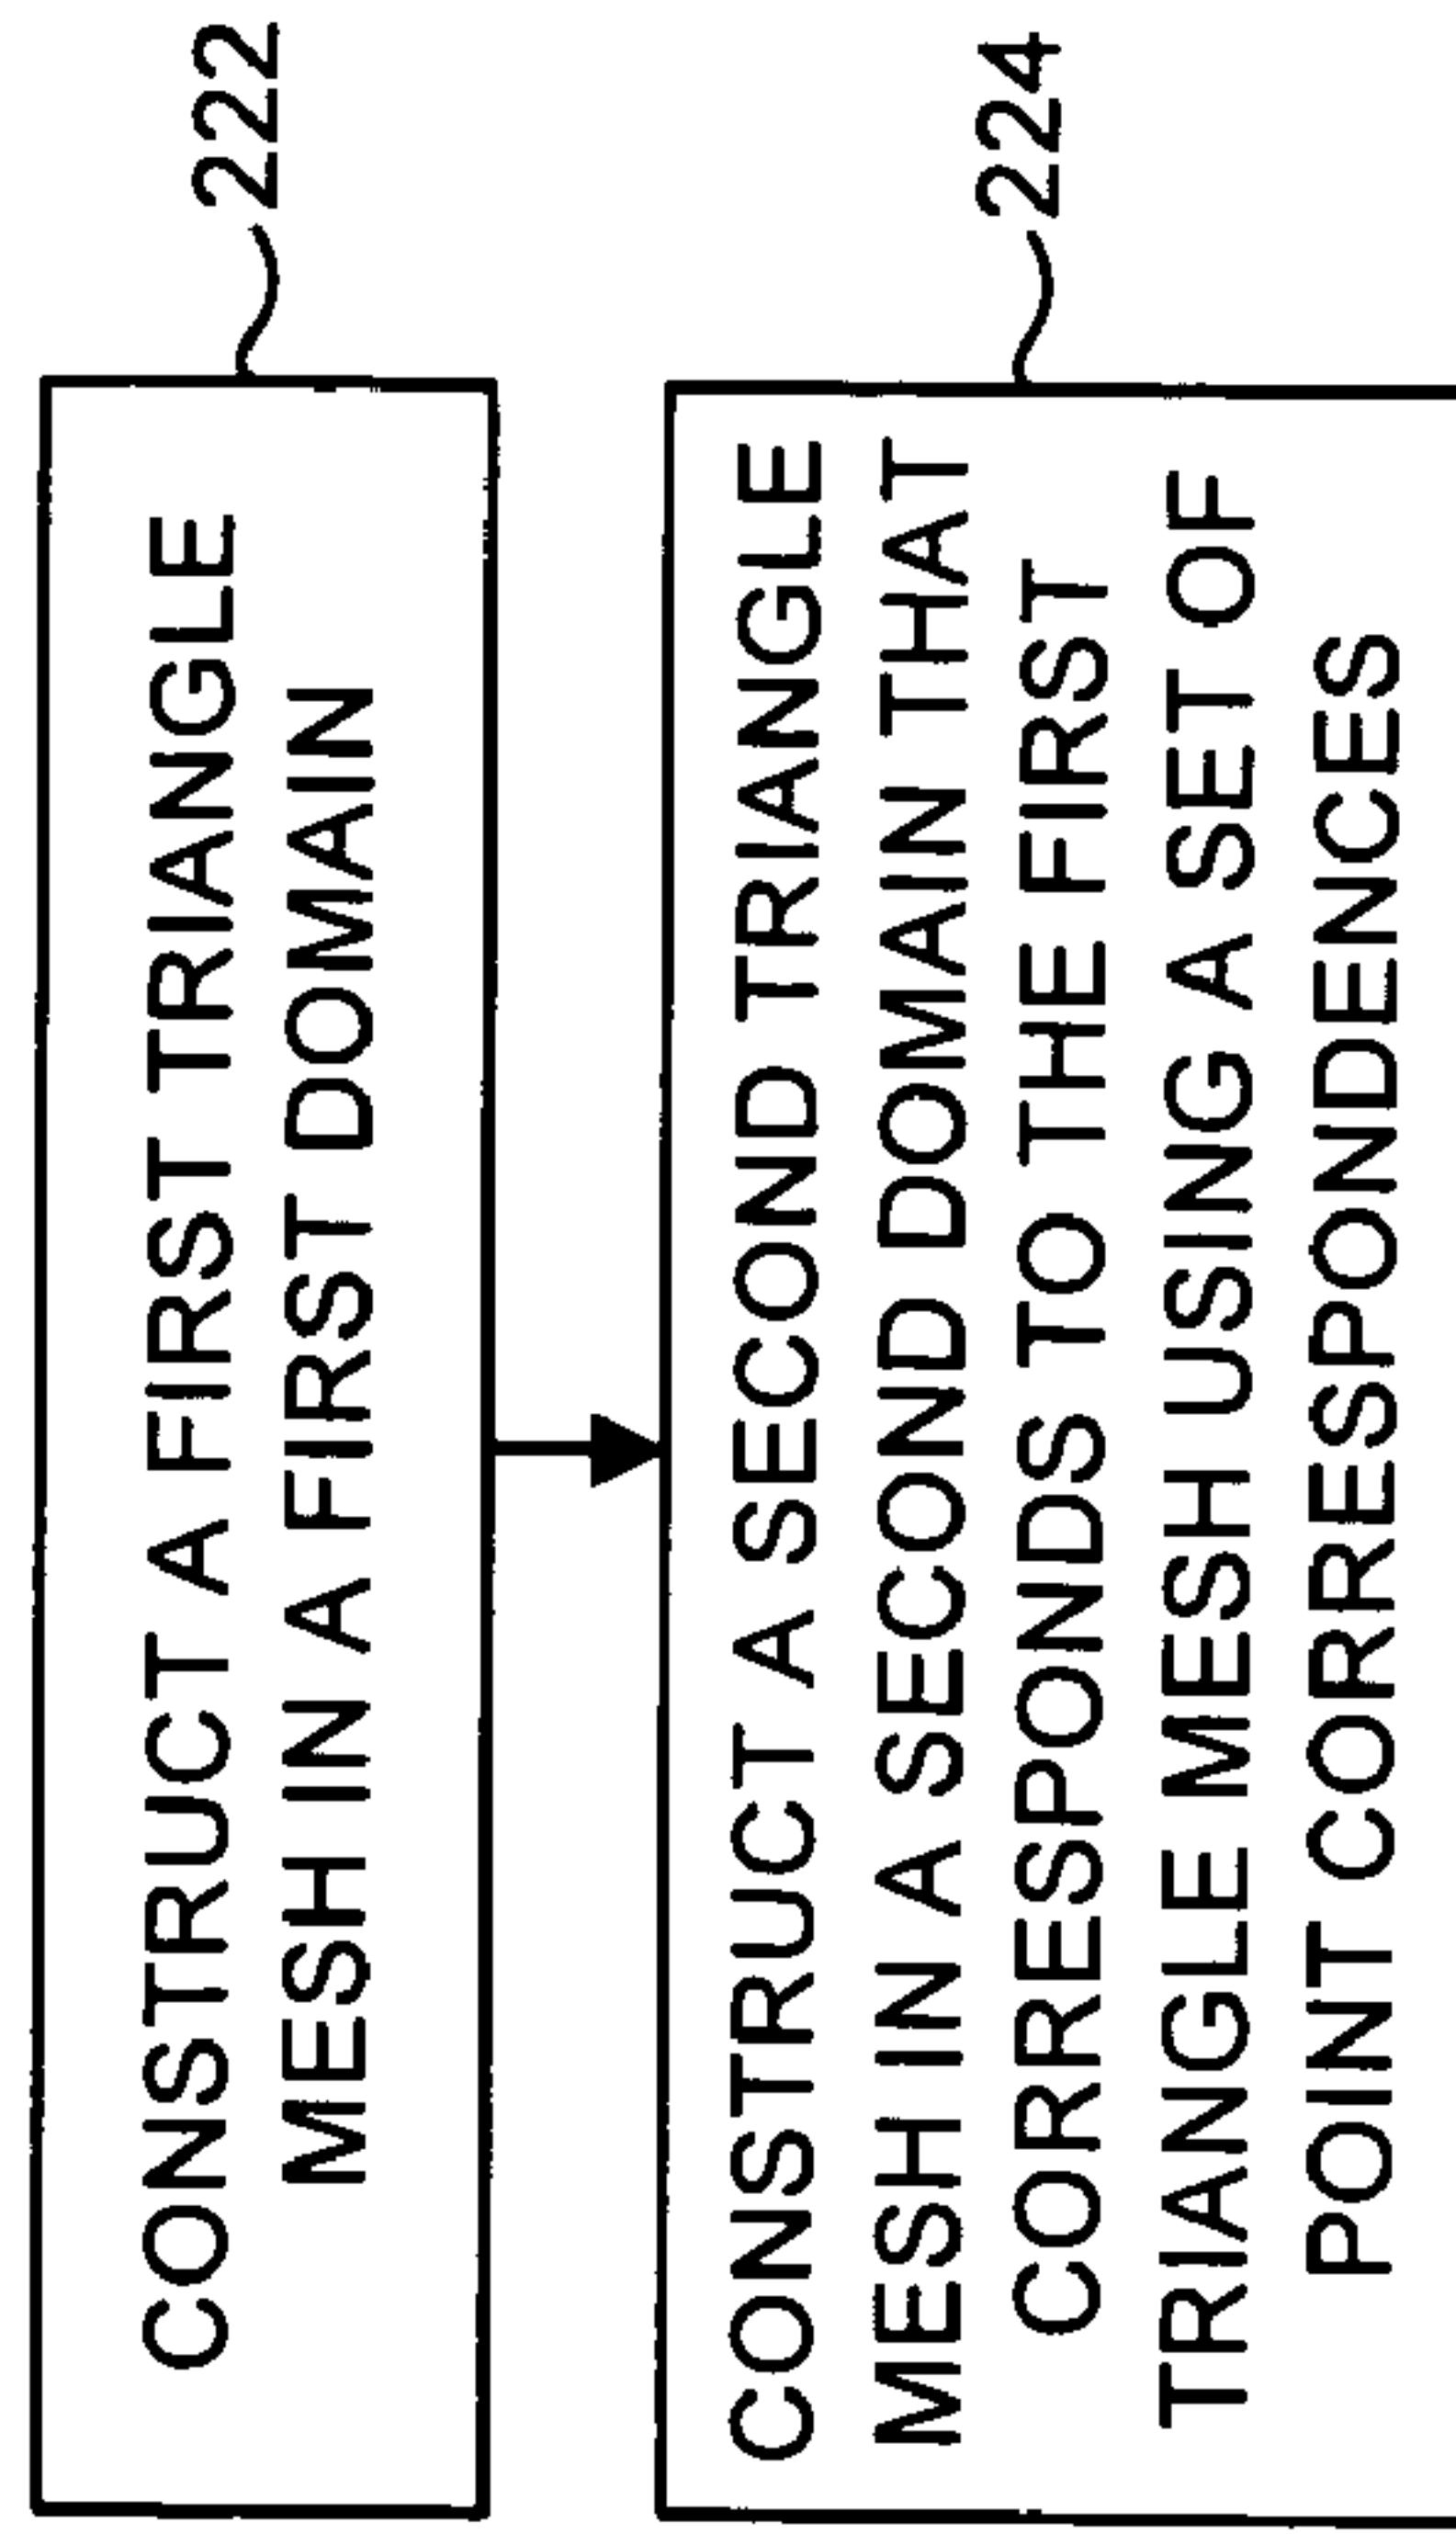 CONSTRUCT A FIRST TRIANGLE
MESH IN A FIRST DOMAIN
222
CONSTRUCT A SECOND TRIANGLE
MESH IN A SECOND DOMAIN THAT
CORRESPONDS TO THE FIRST
TRIANGLE MESH USING A SET OF
POINT CORRESPONDENCES
224